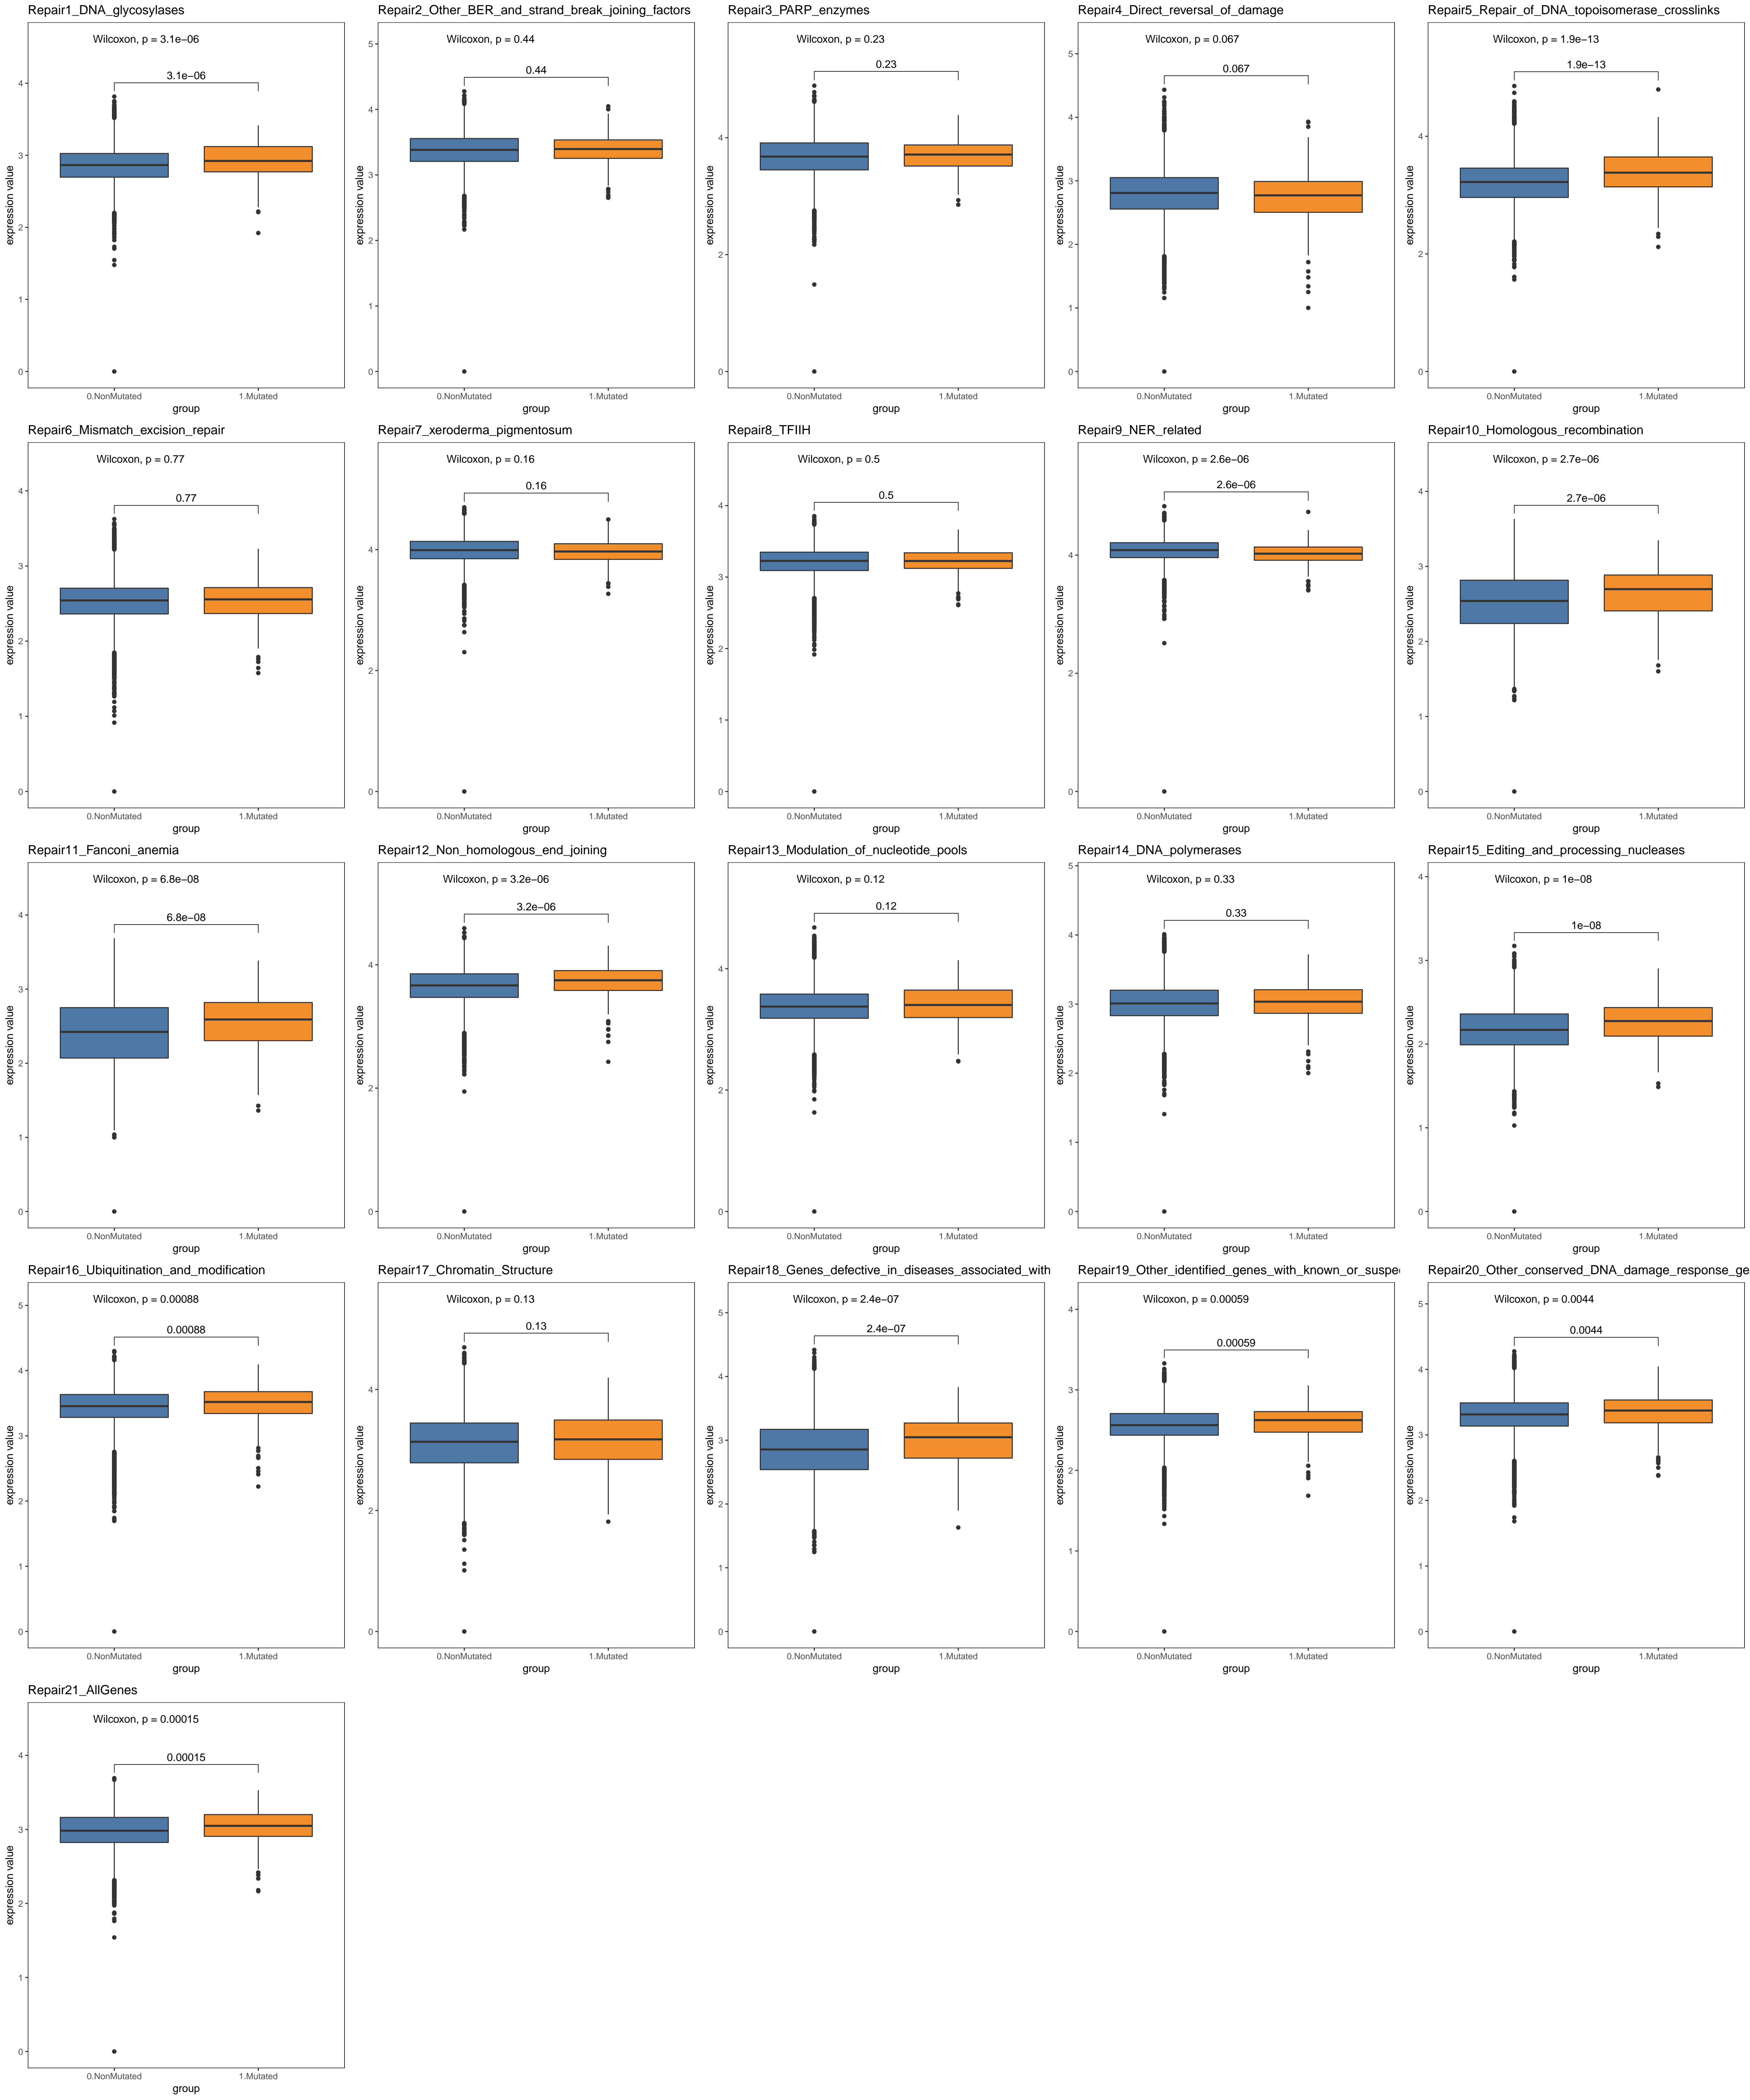 Repair1_DNA_glycosylases
Wilcoxon, p = 3.1e−06
3.1e−06
4
3
2
1
0
expression value
0.NonMutated
1.Mutated
group
Repair2_Other_BER_and_strand_break_joining_factors
Wilcoxon, p = 0.44
0.44
5
4
3
2
1
0
expression value
0.NonMutated
1.Mutated
group
Repair3_PARP_enzymes
Wilcoxon, p = 0.23
0.23
4
2
0
expression value
0.NonMutated
1.Mutated
group
Repair4_Direct_reversal_of_damage
Wilcoxon, p = 0.067
0.067
5
4
3
2
1
0
expression value
0.NonMutated
1.Mutated
group
Repair5_Repair_of_DNA_topoisomerase_crosslinks
Wilcoxon, p = 1.9e−13
1.9e−13
4
2
0
expression value
0.NonMutated
1.Mutated
group
Repair6_Mismatch_excision_repair
Wilcoxon, p = 0.77
0.77
4
3
2
1
0
expression value
0.NonMutated
1.Mutated
group
Repair7_xeroderma_pigmentosum
Wilcoxon, p = 0.16
0.16
4
2
0
expression value
0.NonMutated
1.Mutated
group
Repair8_TFIIH
Wilcoxon, p = 0.5
0.5
4
3
2
1
0
expression value
0.NonMutated
1.Mutated
group
Repair9_NER_related
Wilcoxon, p = 2.6e−06
2.6e−06
4
2
0
expression value
0.NonMutated
1.Mutated
group
Repair10_Homologous_recombination
Wilcoxon, p = 2.7e−06
2.7e−06
4
3
2
1
0
expression value
0.NonMutated
1.Mutated
group
Repair11_Fanconi_anemia
Wilcoxon, p = 6.8e−08
6.8e−08
4
3
2
1
0
expression value
0.NonMutated
1.Mutated
group
Repair12_Non_homologous_end_joining
Wilcoxon, p = 3.2e−06
3.2e−06
4
2
0
expression value
0.NonMutated
1.Mutated
group
Repair13_Modulation_of_nucleotide_pools
Wilcoxon, p = 0.12
0.12
4
2
0
expression value
0.NonMutated
1.Mutated
group
Repair14_DNA_polymerases
Wilcoxon, p = 0.33
0.33
5
4
3
2
1
0
expression value
0.NonMutated
1.Mutated
group
Repair15_Editing_and_processing_nucleases
Wilcoxon, p = 1e−08
1e−08
4
3
2
1
0
expression value
0.NonMutated
1.Mutated
group
Repair16_Ubiquitination_and_modification
Wilcoxon, p = 0.00088
0.00088
5
4
3
2
1
0
expression value
0.NonMutated
1.Mutated
group
Repair17_Chromatin_Structure
Wilcoxon, p = 0.13
0.13
4
2
0
expression value
0.NonMutated
1.Mutated
group
Repair18_Genes_defective_in_diseases_associated_with
Wilcoxon, p = 2.4e−07
2.4e−07
5
4
3
2
1
0
expression value
0.NonMutated
1.Mutated
group
Repair19_Other_identified_genes_with_known_or_suspe
Wilcoxon, p = 0.00059
0.00059
4
3
2
1
0
expression value
0.NonMutated
1.Mutated
group
Repair20_Other_conserved_DNA_damage_response_ge
Wilcoxon, p = 0.0044
0.0044
5
4
3
2
1
0
expression value
0.NonMutated
1.Mutated
group
Repair21_AllGenes
Wilcoxon, p = 0.00015
0.00015
4
3
2
1
0
expression value
0.NonMutated
1.Mutated
group